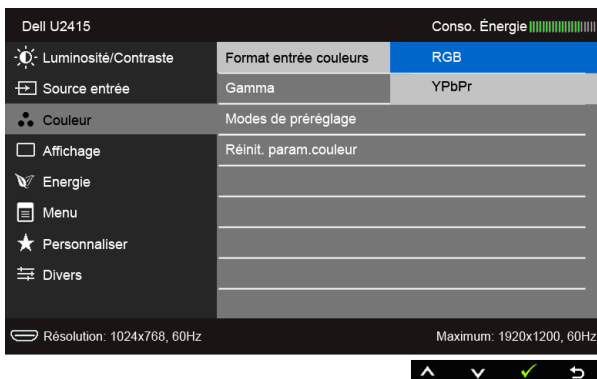 Dell U2415 Conso. Énergie
Luminosité/Contraste Format entrée couleurs RGB
Source entrée Gamma YPbPr
Couleur Modes de préréglage
Affichage Réinit. param.couleur
Energie
Menu
Personnaliser
Divers
Résolution: 1024x768, 60Hz Maximum: 1920x1200, 60Hz